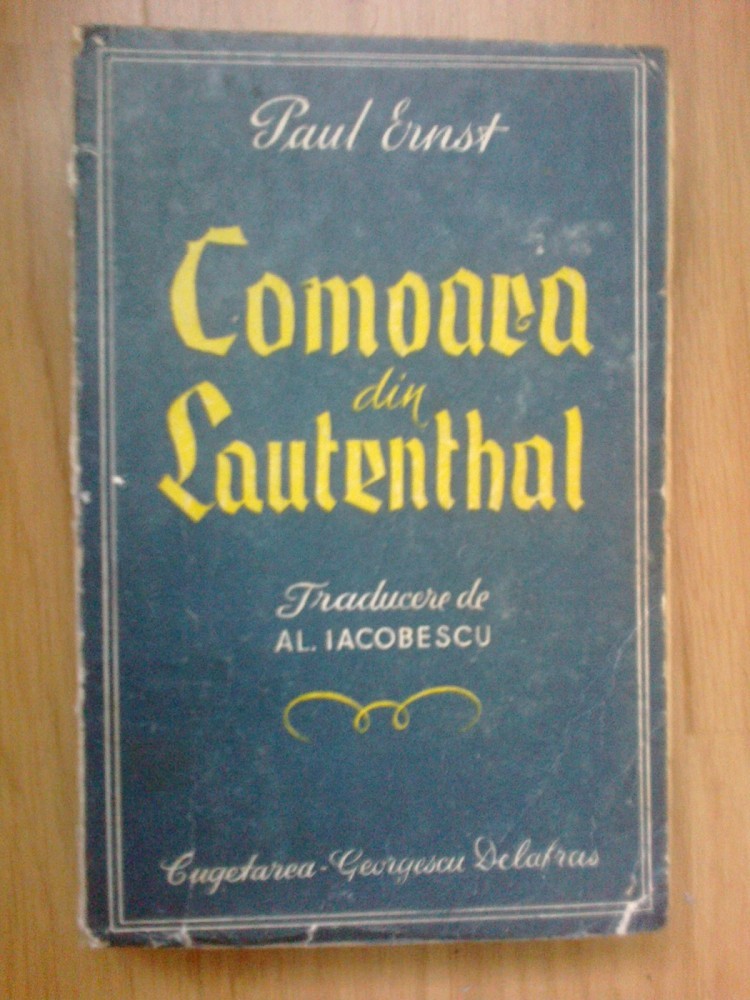 Paul Ernst
Comoara
din
Lautenthal
Traducere de
AL. IACOBESCU
Cugetarea-Georgescu Delafras